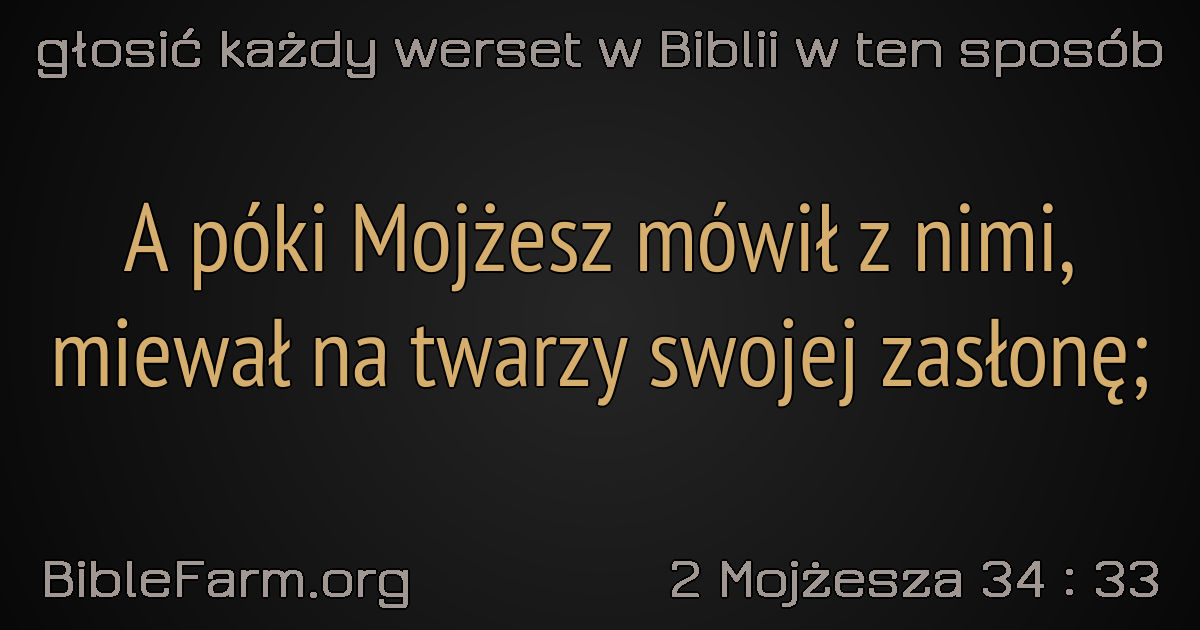 głosić każdy werset w Biblii w ten sposób
A póki Mojżesz mówił z nimi,
miewał na twarzy swojej zasłonę;
BibleFarm.org
2 Mojżesza 34 : 33